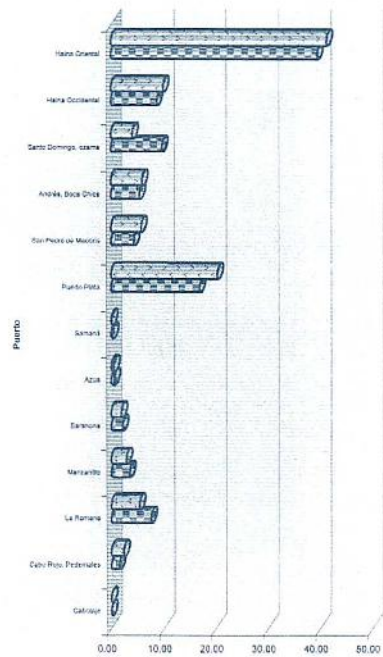 Haina Oriental
Haina Occidental
Santo Domingo, ozama
Andrés, Boca Chica
San Pedro de Macorís
Puerto Plata
Samaná
Azua
Barahona
Manzanillo
La Romana
Cabo Rojo, Pedernales
Calicoaje
Puerto
0.00 10.00 20.00 30.00 40.00 50.00